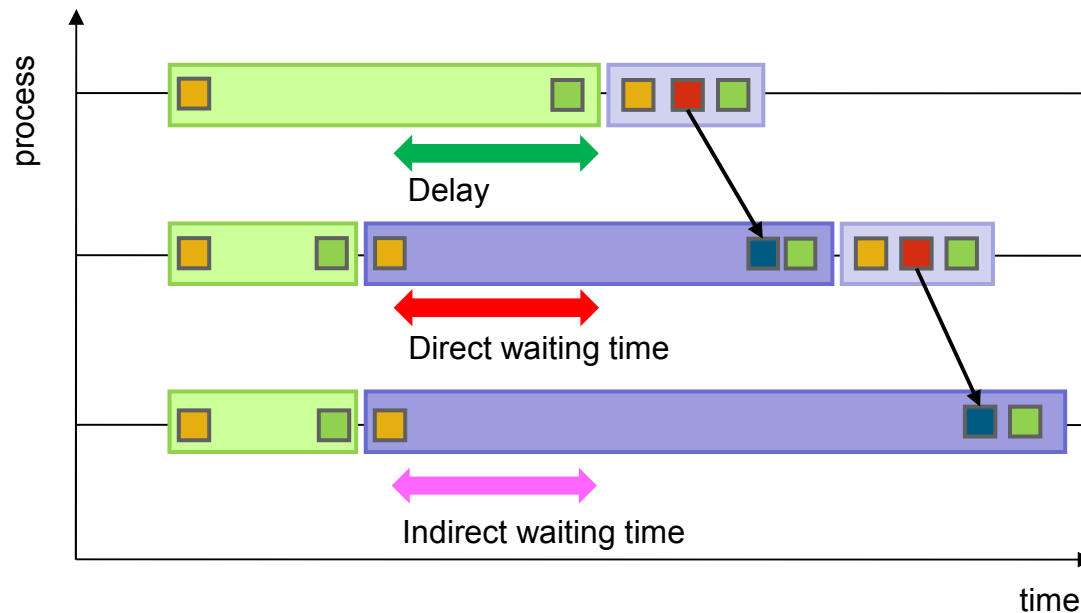 process
Delay
Direct waiting time
Indirect waiting time
time